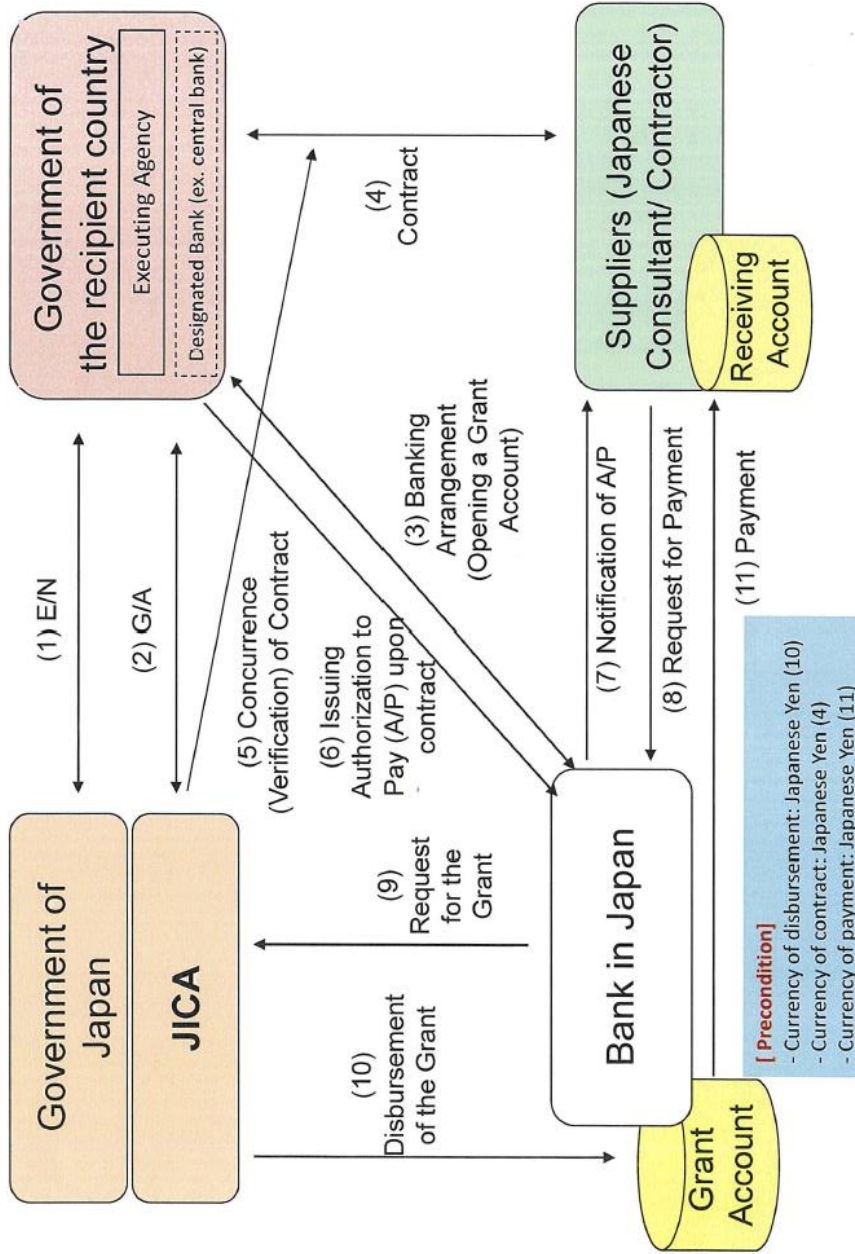 Government of
Japan
JICA
Government of
the recipient country
Executing Agency
Designated Bank (ex. central bank)
(1) E/N
(2) G/A
(5) Concurrence
(Verification) of Contract
(6) Issuing
Authorization to
Pay (A/P) upon
contract
(3) Banking
Arrangement
(Opening a Grant
Account)
(4)
Contract
(9)
Request
for the
Grant
(10)
Disbursement
of the Grant
Bank in Japan
Grant
Account
(7) Notification of A/P
(8) Request for Payment
(11) Payment
Suppliers (Japanese
Consultant/ Contractor)
Receiving
Account
[ Precondition]
- Currency of disbursement: Japanese Yen (10)
- Currency of contract: Japanese Yen (4)
- Currency of payment: Japanese Yen (11)